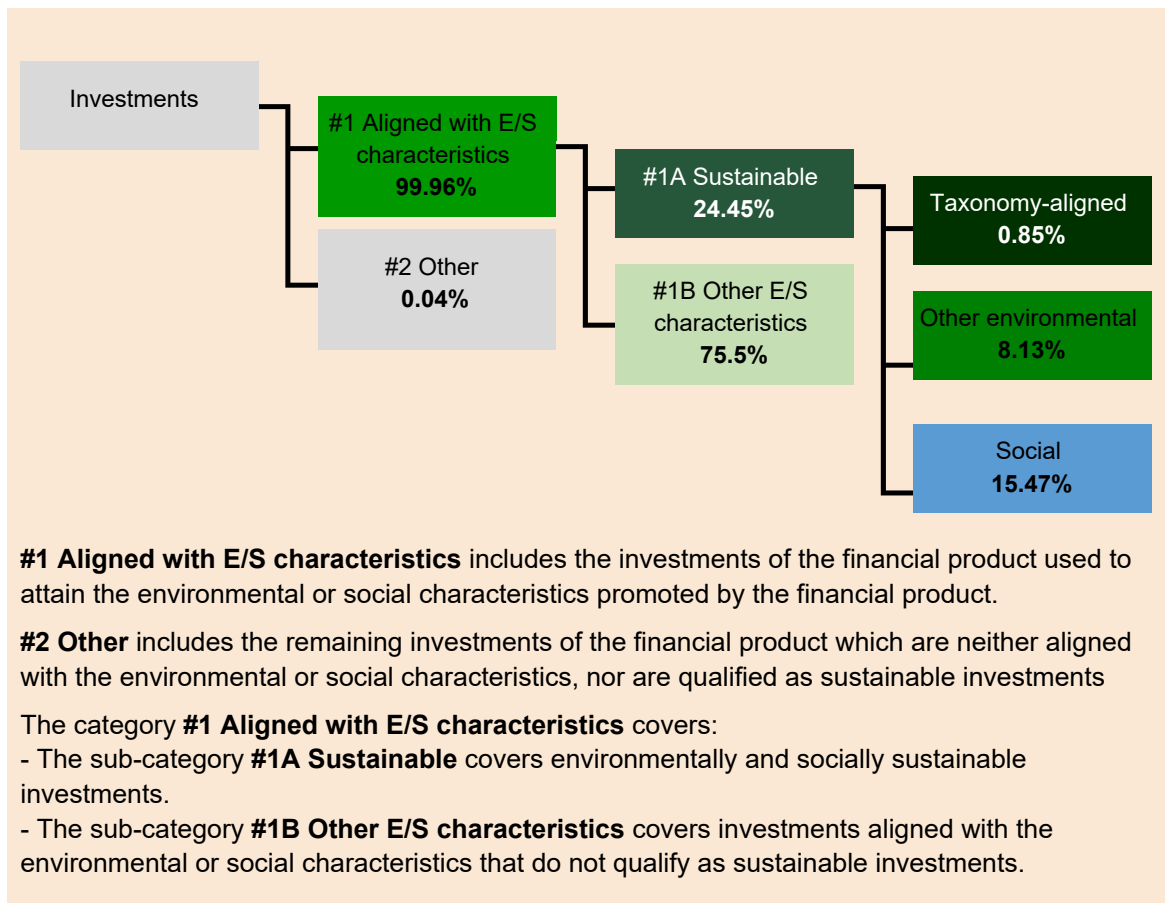 Investments
#1 Aligned with E/S
characteristics
99.96%
#2 Other
0.04%
#1A Sustainable
24.45%
#1B Other E/S
characteristics
75.5%
Taxonomy-aligned
0.85%
Other environmental
8.13%
Social
15.47%
#1 Aligned with E/S characteristics includes the investments of the financial product used to
attain the environmental or social characteristics promoted by the financial product.
#2 Other includes the remaining investments of the financial product which are neither aligned
with the environmental or social characteristics, nor are qualified as sustainable investments
The category #1 Aligned with E/S characteristics covers:
- The sub-category #1A Sustainable covers environmentally and socially sustainable
investments.
- The sub-category #1B Other E/S characteristics covers investments aligned with the
environmental or social characteristics that do not qualify as sustainable investments.